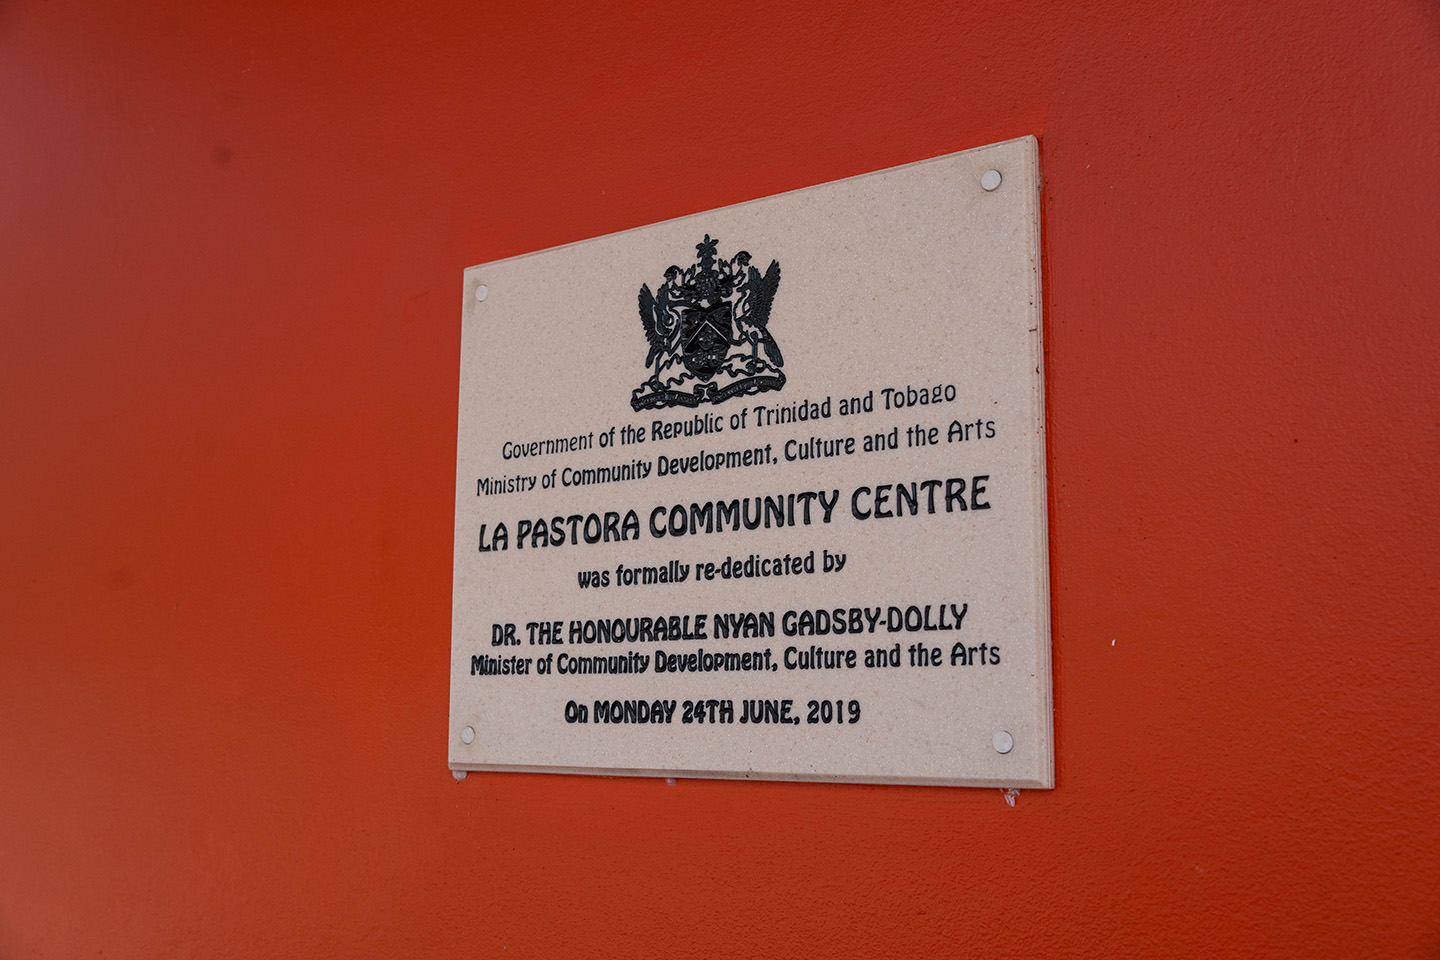 Government of the Republic of Trinidad and Tobago
Ministry of Community Development, Culture and the Arts
LA PASTORA COMMUNITY CENTRE
was formally re-dedicated by
DR. THE HONOURABLE NYAN GADSBY-DOLLY
Minister of Community Development, Culture and the Arts
On MONDAY 24TH JUNE, 2019